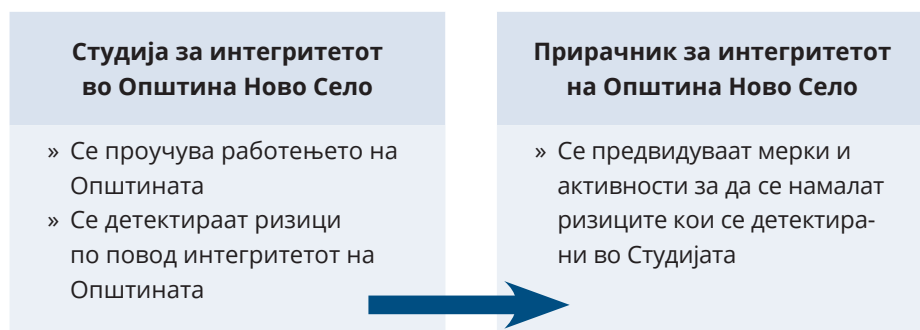 Студија за интегритетот
во Општина Ново Село
» Се проучува работењето на
Општината
» Се детектираат ризици
по повод интегритетот на
Општината
Прирачник за интегритетот
на Општина Ново Село
» Се предвидуваат мерки и
активности за да се намалат
ризиците кои се детектира-
ни во Студијата